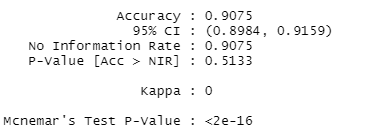 Accuracy : 0.9075
95% CI : (0.8984, 0.9159)
No Information Rate : 0.9075
P-Value [Acc > NIR] : 0.5133
Kappa : 0
Mcnemar's Test P-Value : <2e-16